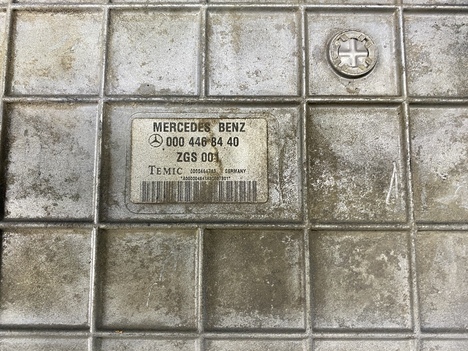 MERCEDES BENZ
000 446 84 40
ZGS 001
TEMIC GERMANY